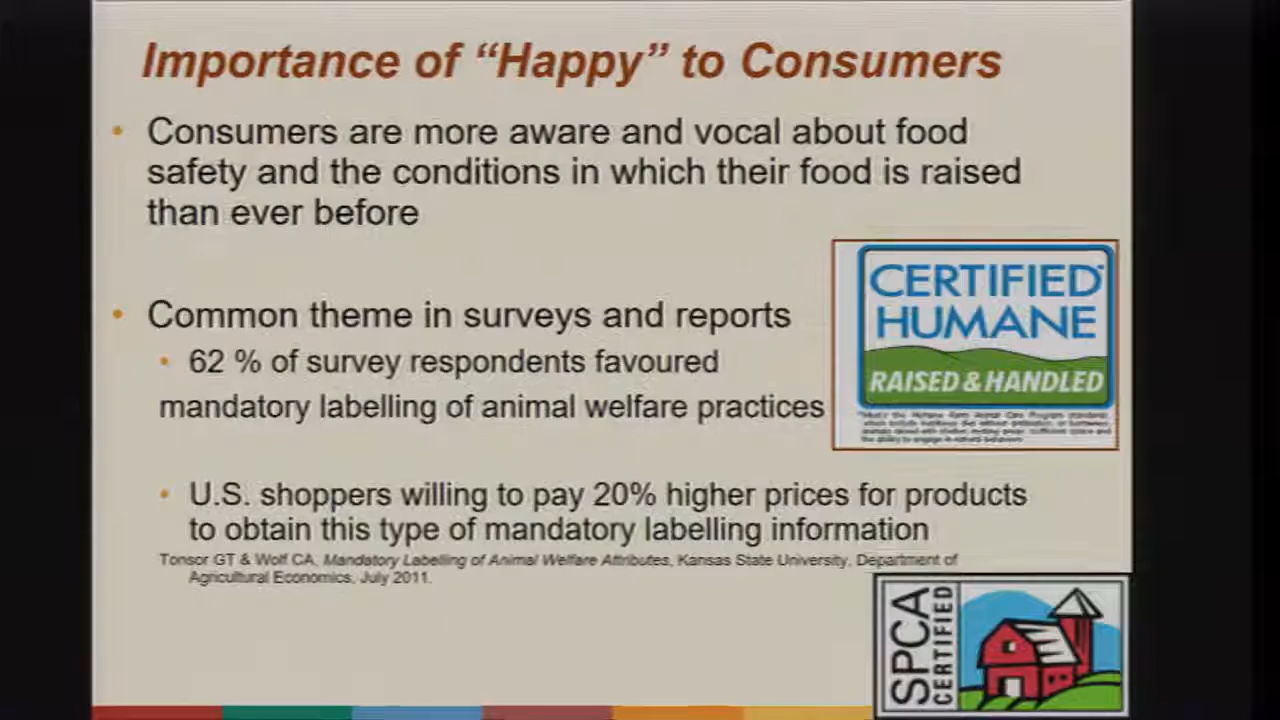 Importance of “Happy” to Consumers
• Consumers are more aware and vocal about food
safety and the conditions in which their food is raised
than ever before
• Common theme in surveys and reports
• 62 % of survey respondents favoured
mandatory labelling of animal welfare practices
CERTIFIED
HUMANE
RAISED & HANDLED
• U.S. shoppers willing to pay 20% higher prices for products
to obtain this type of mandatory labelling information
Tonsor GT & Wolf CA, Mandatory Labelling of Animal Welfare Attributes, Kansas State University, Department of
Agricultural Economics, July 2011.
SPCA
CERTIFIED